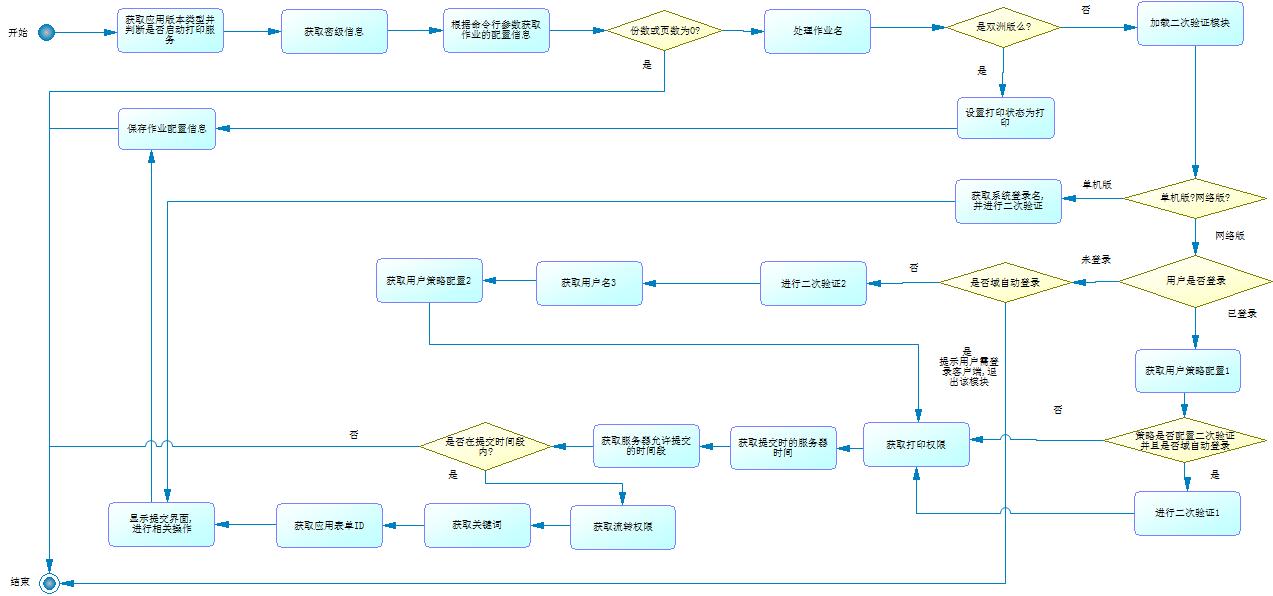 开始
获取应用版本类型并
判断是否启动打印服
务
获取密级信息
根据命令行参数获取
作业的配置信息
份数或页数为0?
处理作业名
是双洲版么?
否
加载二次验证模块
是
是
设置打印状态为打
印
保存作业配置信息
获取系统登录名,
并进行二次验证
单机版
单机版?网络版?
网络版
获取用户策略配置2
获取用户名3
进行二次验证2
否
是否域自动登录
未登录
用户是否登录
已登录
是
提示用户需登
录客户端,退
出该模块
获取用户策略配置1
否
否
是否在提交时间段
内?
获取服务器允许提交
的时间段
获取提交时的服务器
时间
获取打印权限
策略是否配置二次验证
并且是否域自动登录
是
是
显示提交界面,
进行相关操作
获取应用表单ID
获取关键词
获取流转权限
进行二次验证1
结束